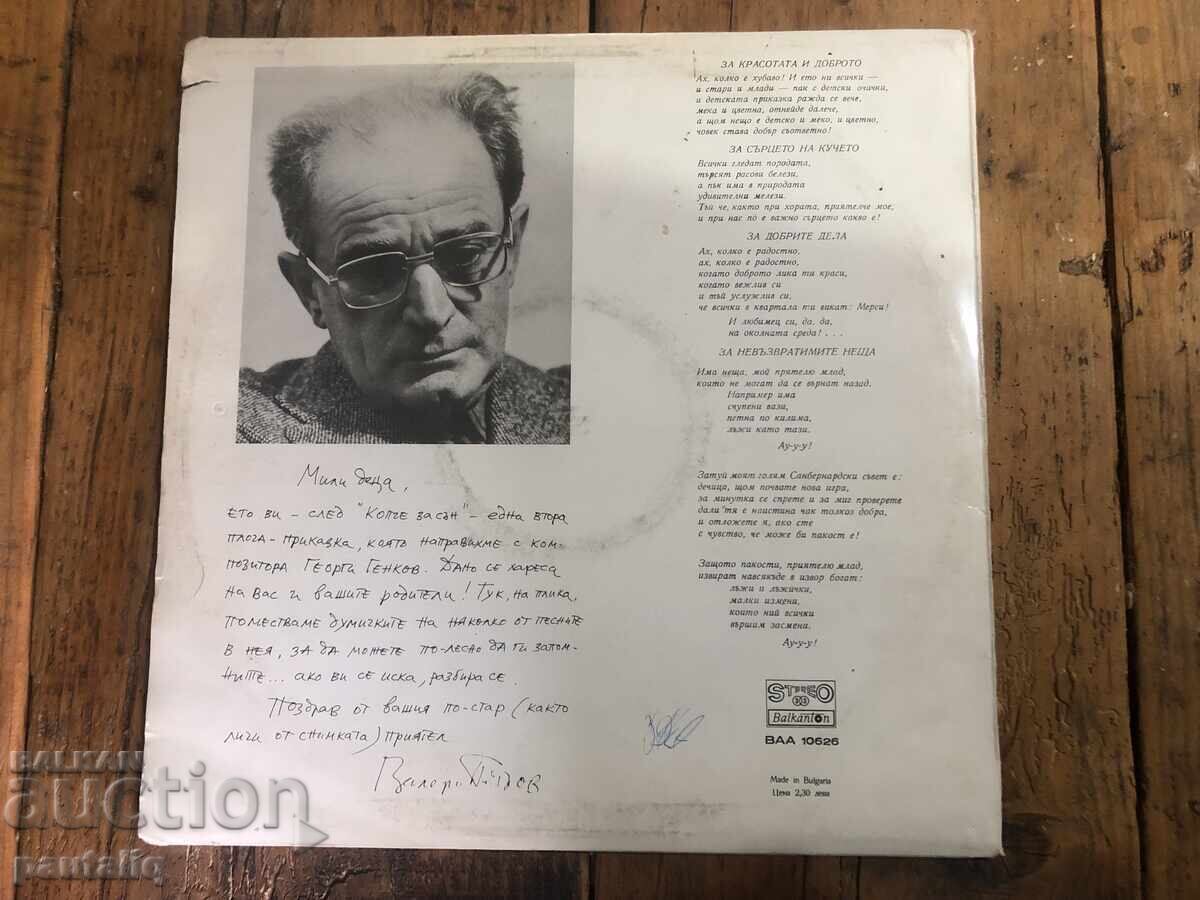 ЗА КРАСОТАТА И ДОБРОТО
Ах, колко е хубаво! И ето ни всички —
и стари и млади — пак с детски очички,
и детската приказка ражда се вече,
мека и цветна, отнейде далече,
а щом нещо е детско и меко, и цветно,
човек става добър съответно!
ЗА СЪРЦЕТО НА КУЧЕТО
Всички гледат породата,
търсят расови белези,
а пък има в природата
удивителни мелези.
Тъй че, както при хората, приятелче мое,
и при нас по е важно сърцето какво е!
ЗА ДОБРИТЕ ДЕЛА
Ах, колко е радостно,
ах, колко е радостно,
когато доброто лика ти краси,
когато вежлив си
и тъй услужлив си,
че всички в квартала ти викат: Мерси!
И любимец си, да, да,
на околната среда! . . .
ЗА НЕВЪЗВРАТИМИТЕ НЕЩА
Има неща, мой прятелю млад,
които не могат да се върнат назад.
Например има
счупени вази,
петна по килима,
лъжи като тази.
Ау-у-у!
Затуй моят голям Санбернардски съвет е:
дечица, щом почвате нова игра,
за минутка се спрете и за миг проверете
дали тя е наистина чак толкоз добра,
и отложете я, ако сте
с чувство, че може би пакост е!
Защото пакости, приятелю млад,
извират навсякъде в извор богат:
лъжи и лъжички,
малки измени,
които ний всички
вършим засмени.
Ау-у-у!
Мили деца,
ето ви – след "Копче за сън" – една втора
плоча-приказка, която направихме с ком-
позитора Георги Генков. Дано се хареса
на вас и вашите родители! Тук, на плика,
поместваме думичките на няколко от песните
в нея, за да можете по-лесно да ги запом-
ните... ако ви се иска, разбира се.
Поздрав от вашия по-стар (както
личи от снимката) приятел
Валери Петров
STEREO
33
Balkanton
ВАА 10626
Made in Bulgaria
Цена 2,30 лева
BALKAN
auction
pautaliq